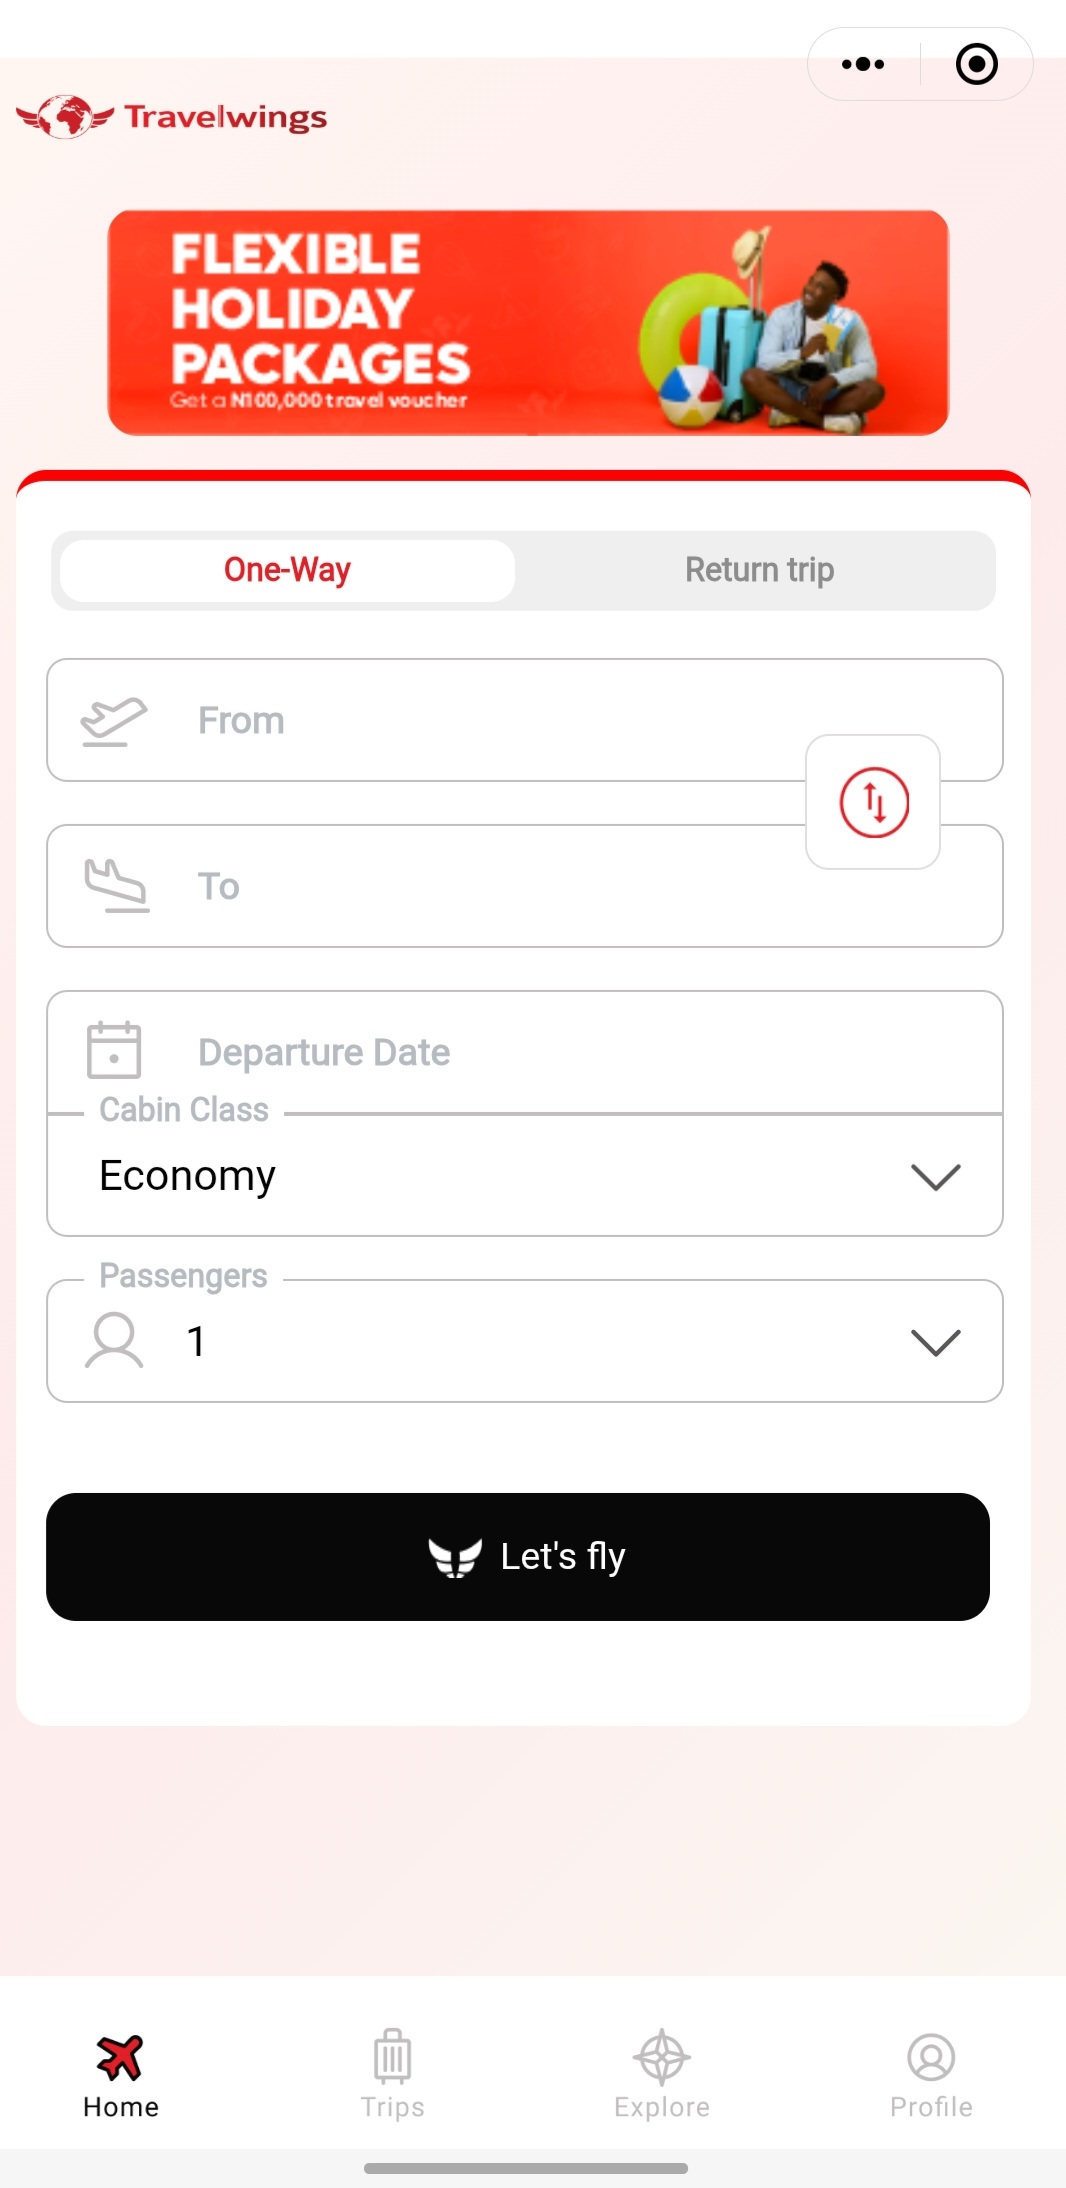 Travelwings
FLEXIBLE
HOLIDAY
PACKAGES
Get a N100,000 travel voucher
One-Way
Return trip
From
To
Departure Date
Cabin Class
Economy
Passengers
1
Let's fly
Home
Trips
Explore
Profile